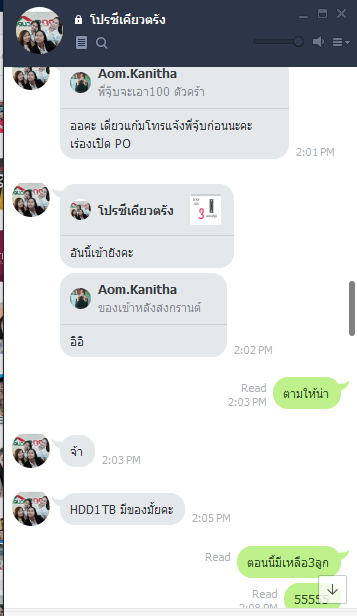 โปรซีเคียวตรัง
Aom.Kanitha
พี่จุ๊บจะเอา100 ตัวคร้า
ออคะ เดี่ยวแก้มโทรแจ้งพี่จุ๊บก่อนนะคะ
เร่องเปิด PO
2:01 PM
โปรซีเคียวตรัง
อันนี้เข้ายังคะ
Aom.Kanitha
ของเข้าหลังสงกรานต์
อิอิ
2:02 PM
Read
2:03 PM
ตามให้น่า
จ้า
2:03 PM
HDD1TB มีของมั้ยคะ
2:05 PM
Read
ตอนนี้มีเหลือ3ลูก
Read
2:08 PM
55555